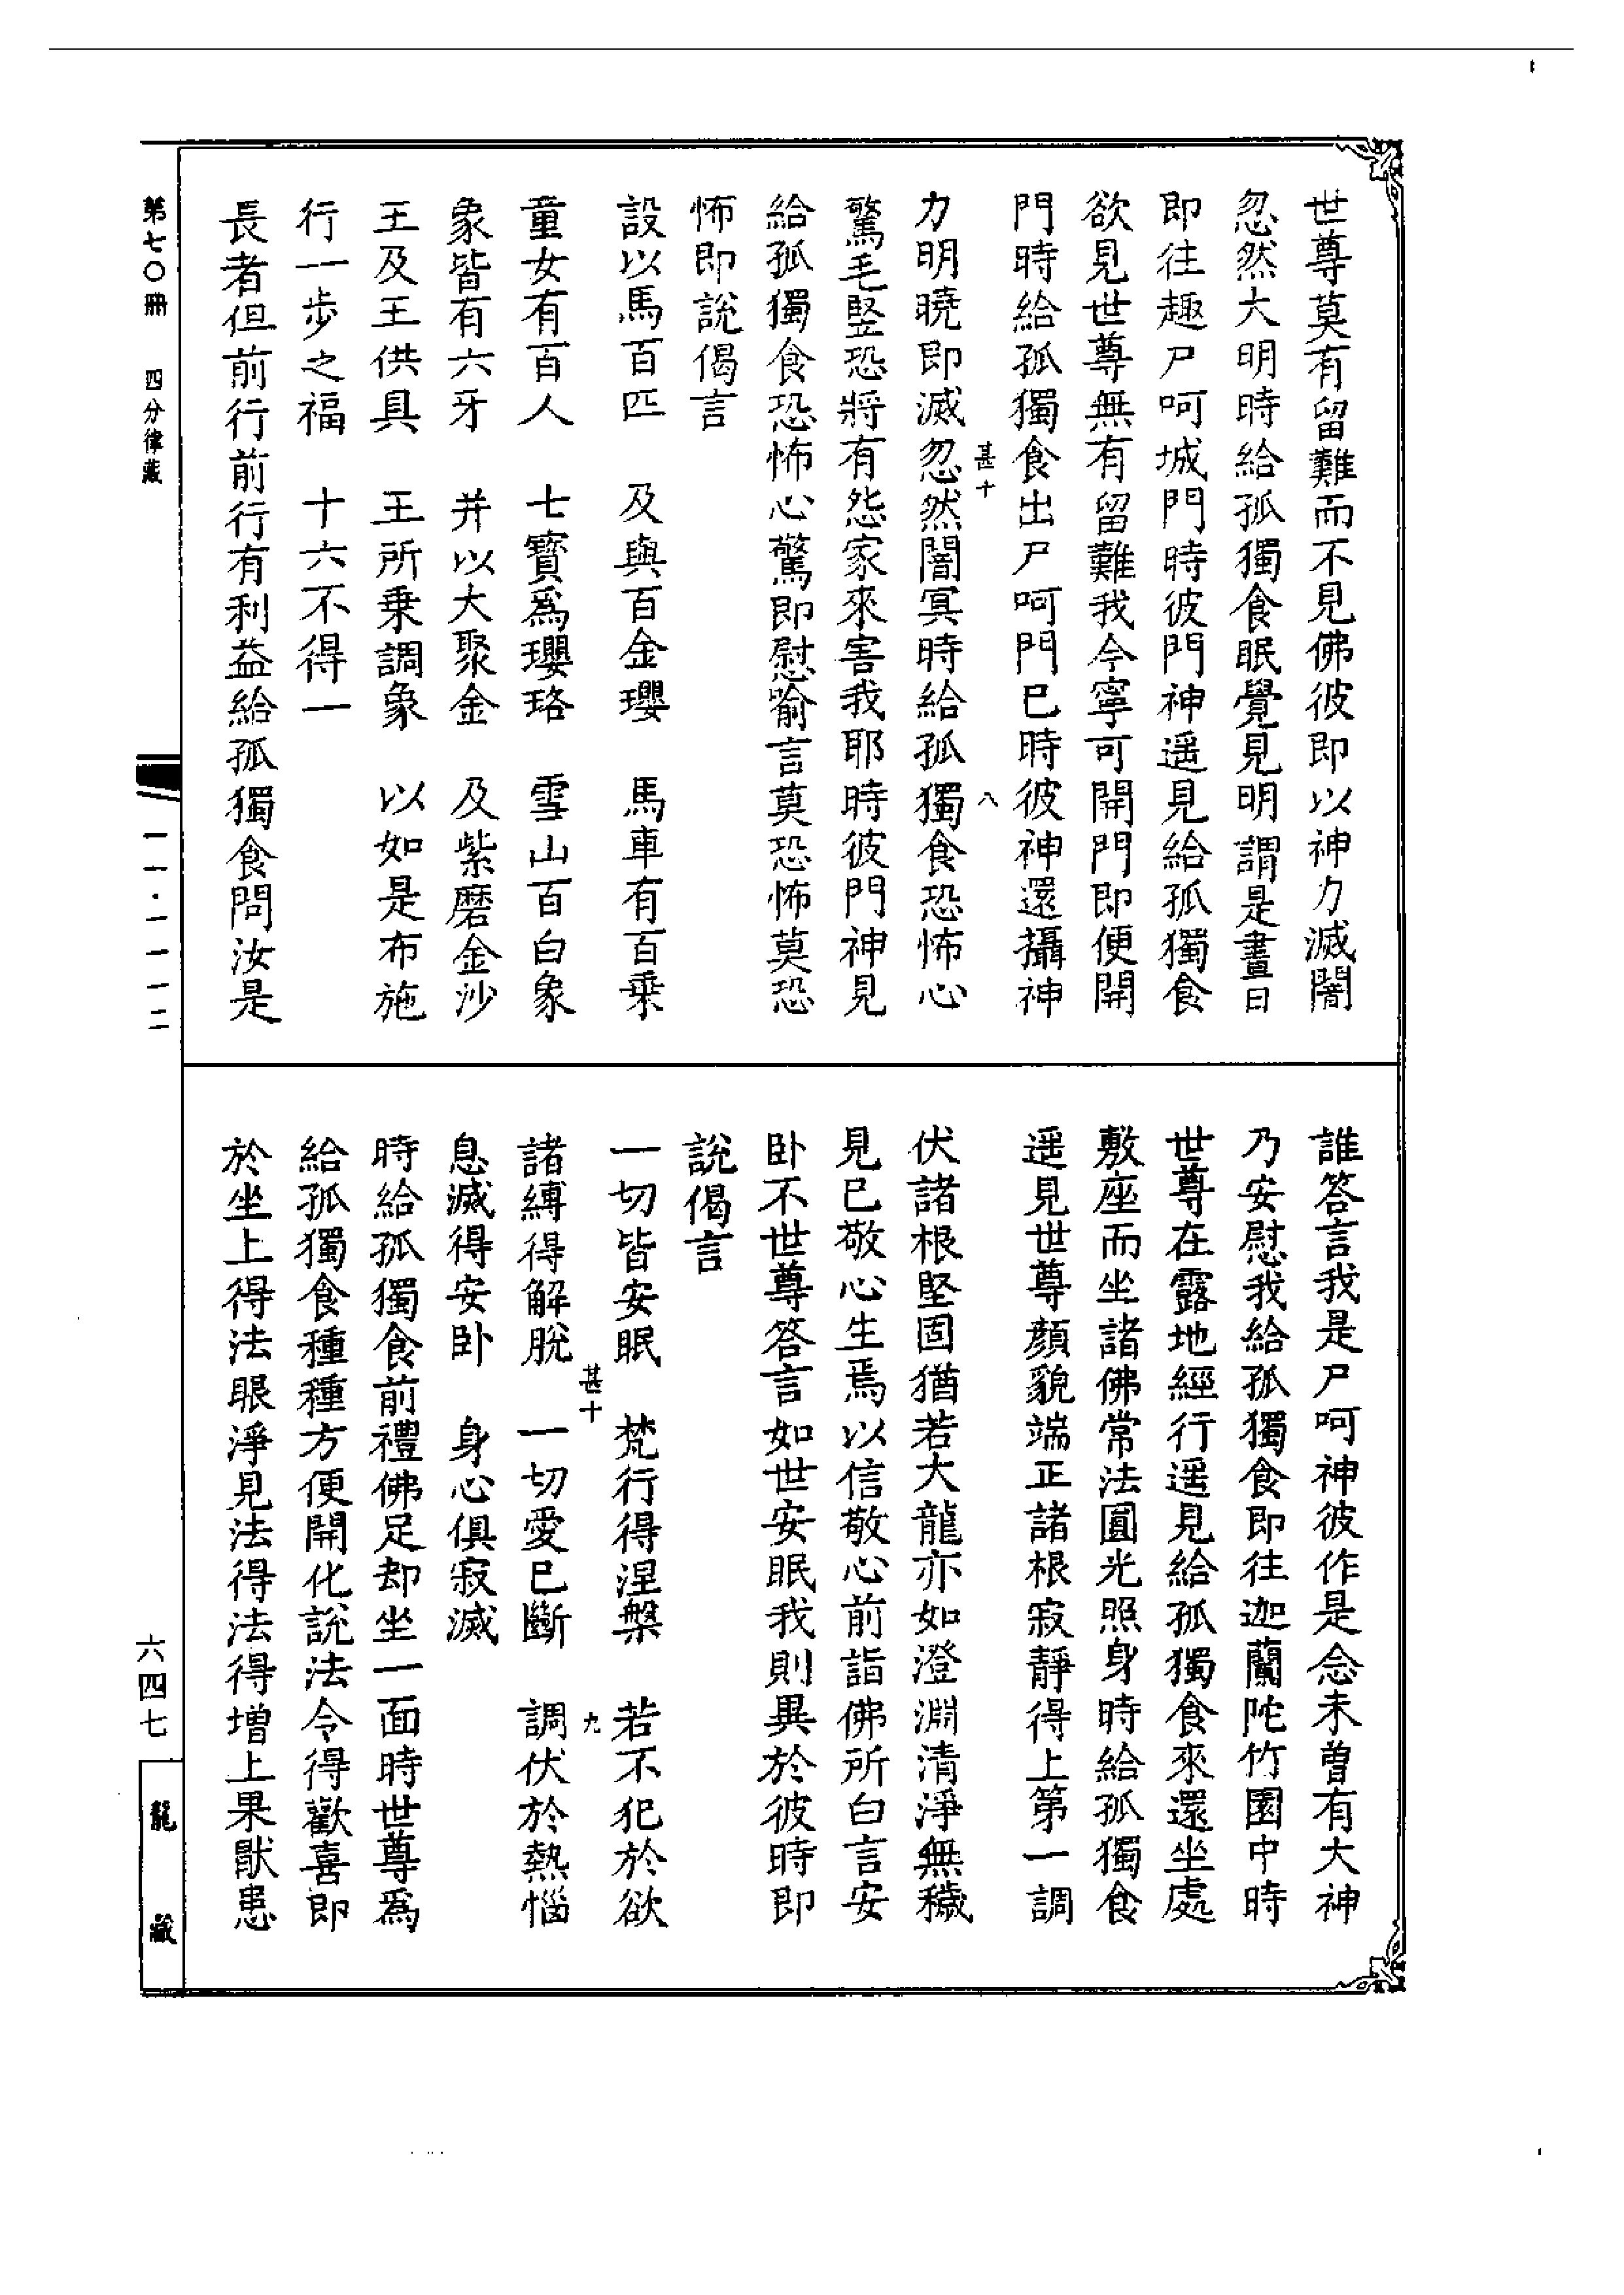 世尊莫有留難而不見佛彼即以神力滅闇
忽然大明時給孤獨食眠覺見明謂是晝日
即往趣尸呵城門時彼門神遥見給孤獨食
欲見世尊無有留難我今寧可開門即便開
門時給孤獨食出尸呵門已時彼神還攝神
甚十 八
力明曉即滅忽然闇冥時給孤獨食恐怖心
驚毛竪恐將有怨家來害我耶時彼門神見
給孤獨食恐怖心驚即慰喻言莫恐怖莫恐
怖即說偈言
設以馬百匹 及與百金瓔 馬車有百乗
童女有百人 七寳爲瓔珞 雪山百白象
象皆有六牙 并以大聚金 及紫磨金沙
王及王供具 王所乗調象 以如是布施
行一步之福 十六不得一
長者但前行前行有利益給孤獨食問汝是
誰答言我是尸呵神彼作是念未曾有大神
乃安慰我給孤獨食即往迦蘭陀竹園中時
世尊在露地經行遥見給孤獨食來還坐處
敷座而坐諸佛常法圓光照身時給孤獨食
遥見世尊顏貌端正諸根寂靜得上第一調
伏諸根堅固猶若大龍亦如澄淵清淨無穢
見已敬心生焉以信敬心前詣佛所白言安
卧不世尊答言如世安眠我則異於彼時即
說偈言
一切皆安眠 梵行得涅槃 若不犯於欲
甚十 九
諸縛得解脫 一切愛已斷 調伏於熱惱
息滅得安卧 身心俱寂滅
時給孤獨食前禮佛足却坐一面時世尊爲
給孤獨食種種方便開化說法令得歡喜即
於坐上得法眼淨見法得法得增上果猒患
第七〇冊 四分律藏
一一·一一一二
六四七
龍藏